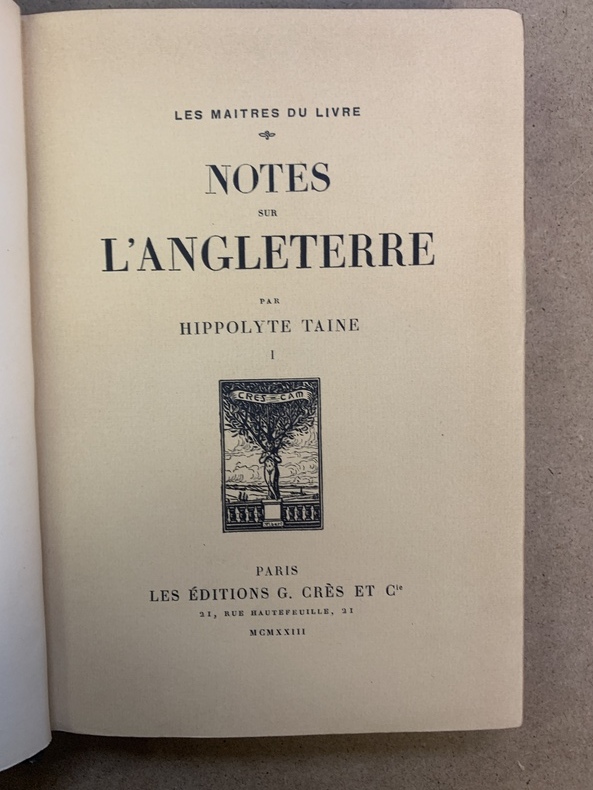 LES MAITRES DU LIVRE
NOTES
SUR
L'ANGLETERRE
PAR
HIPPOLYTE TAINE
I
CRES = CAM
PARIS
LES ÉDITIONS G. CRÈS ET Cie
21, RUE HAUTEFEUILLE, 21
MCMXXIII